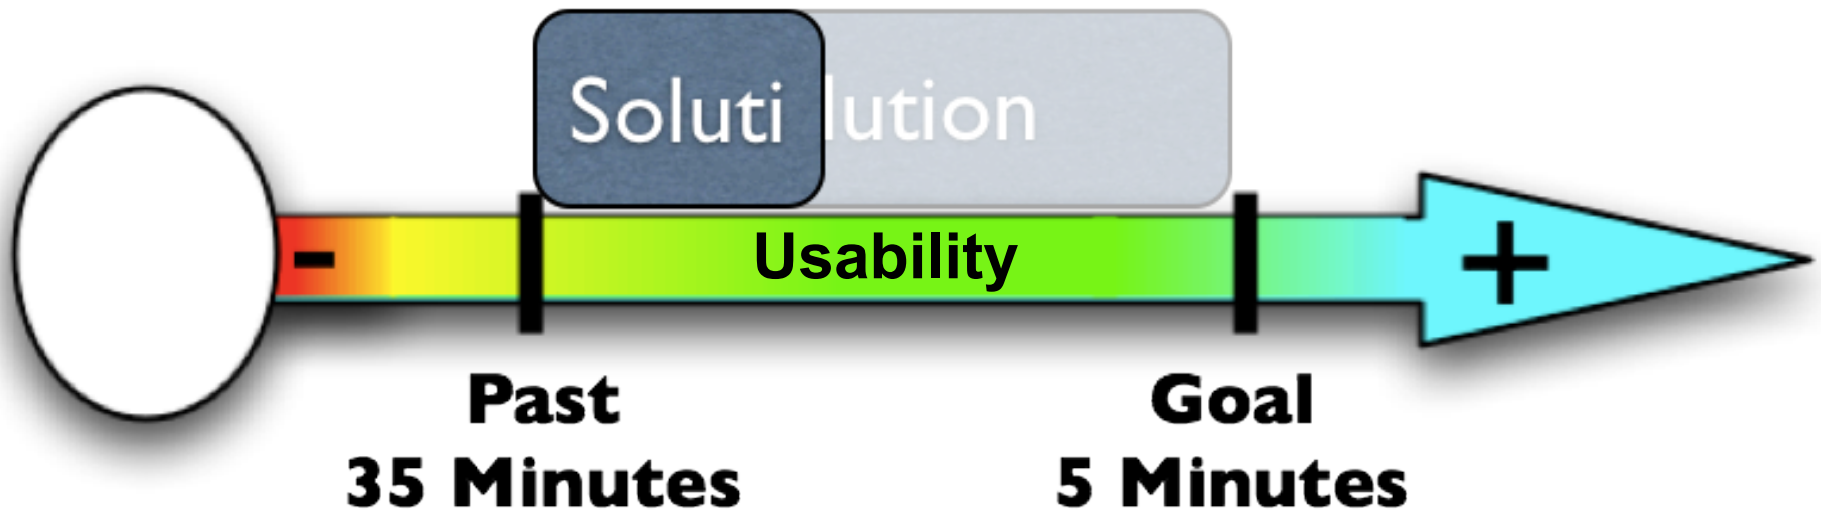 Soluti lution
- Usability +
Past Goal
35 Minutes 5 Minutes